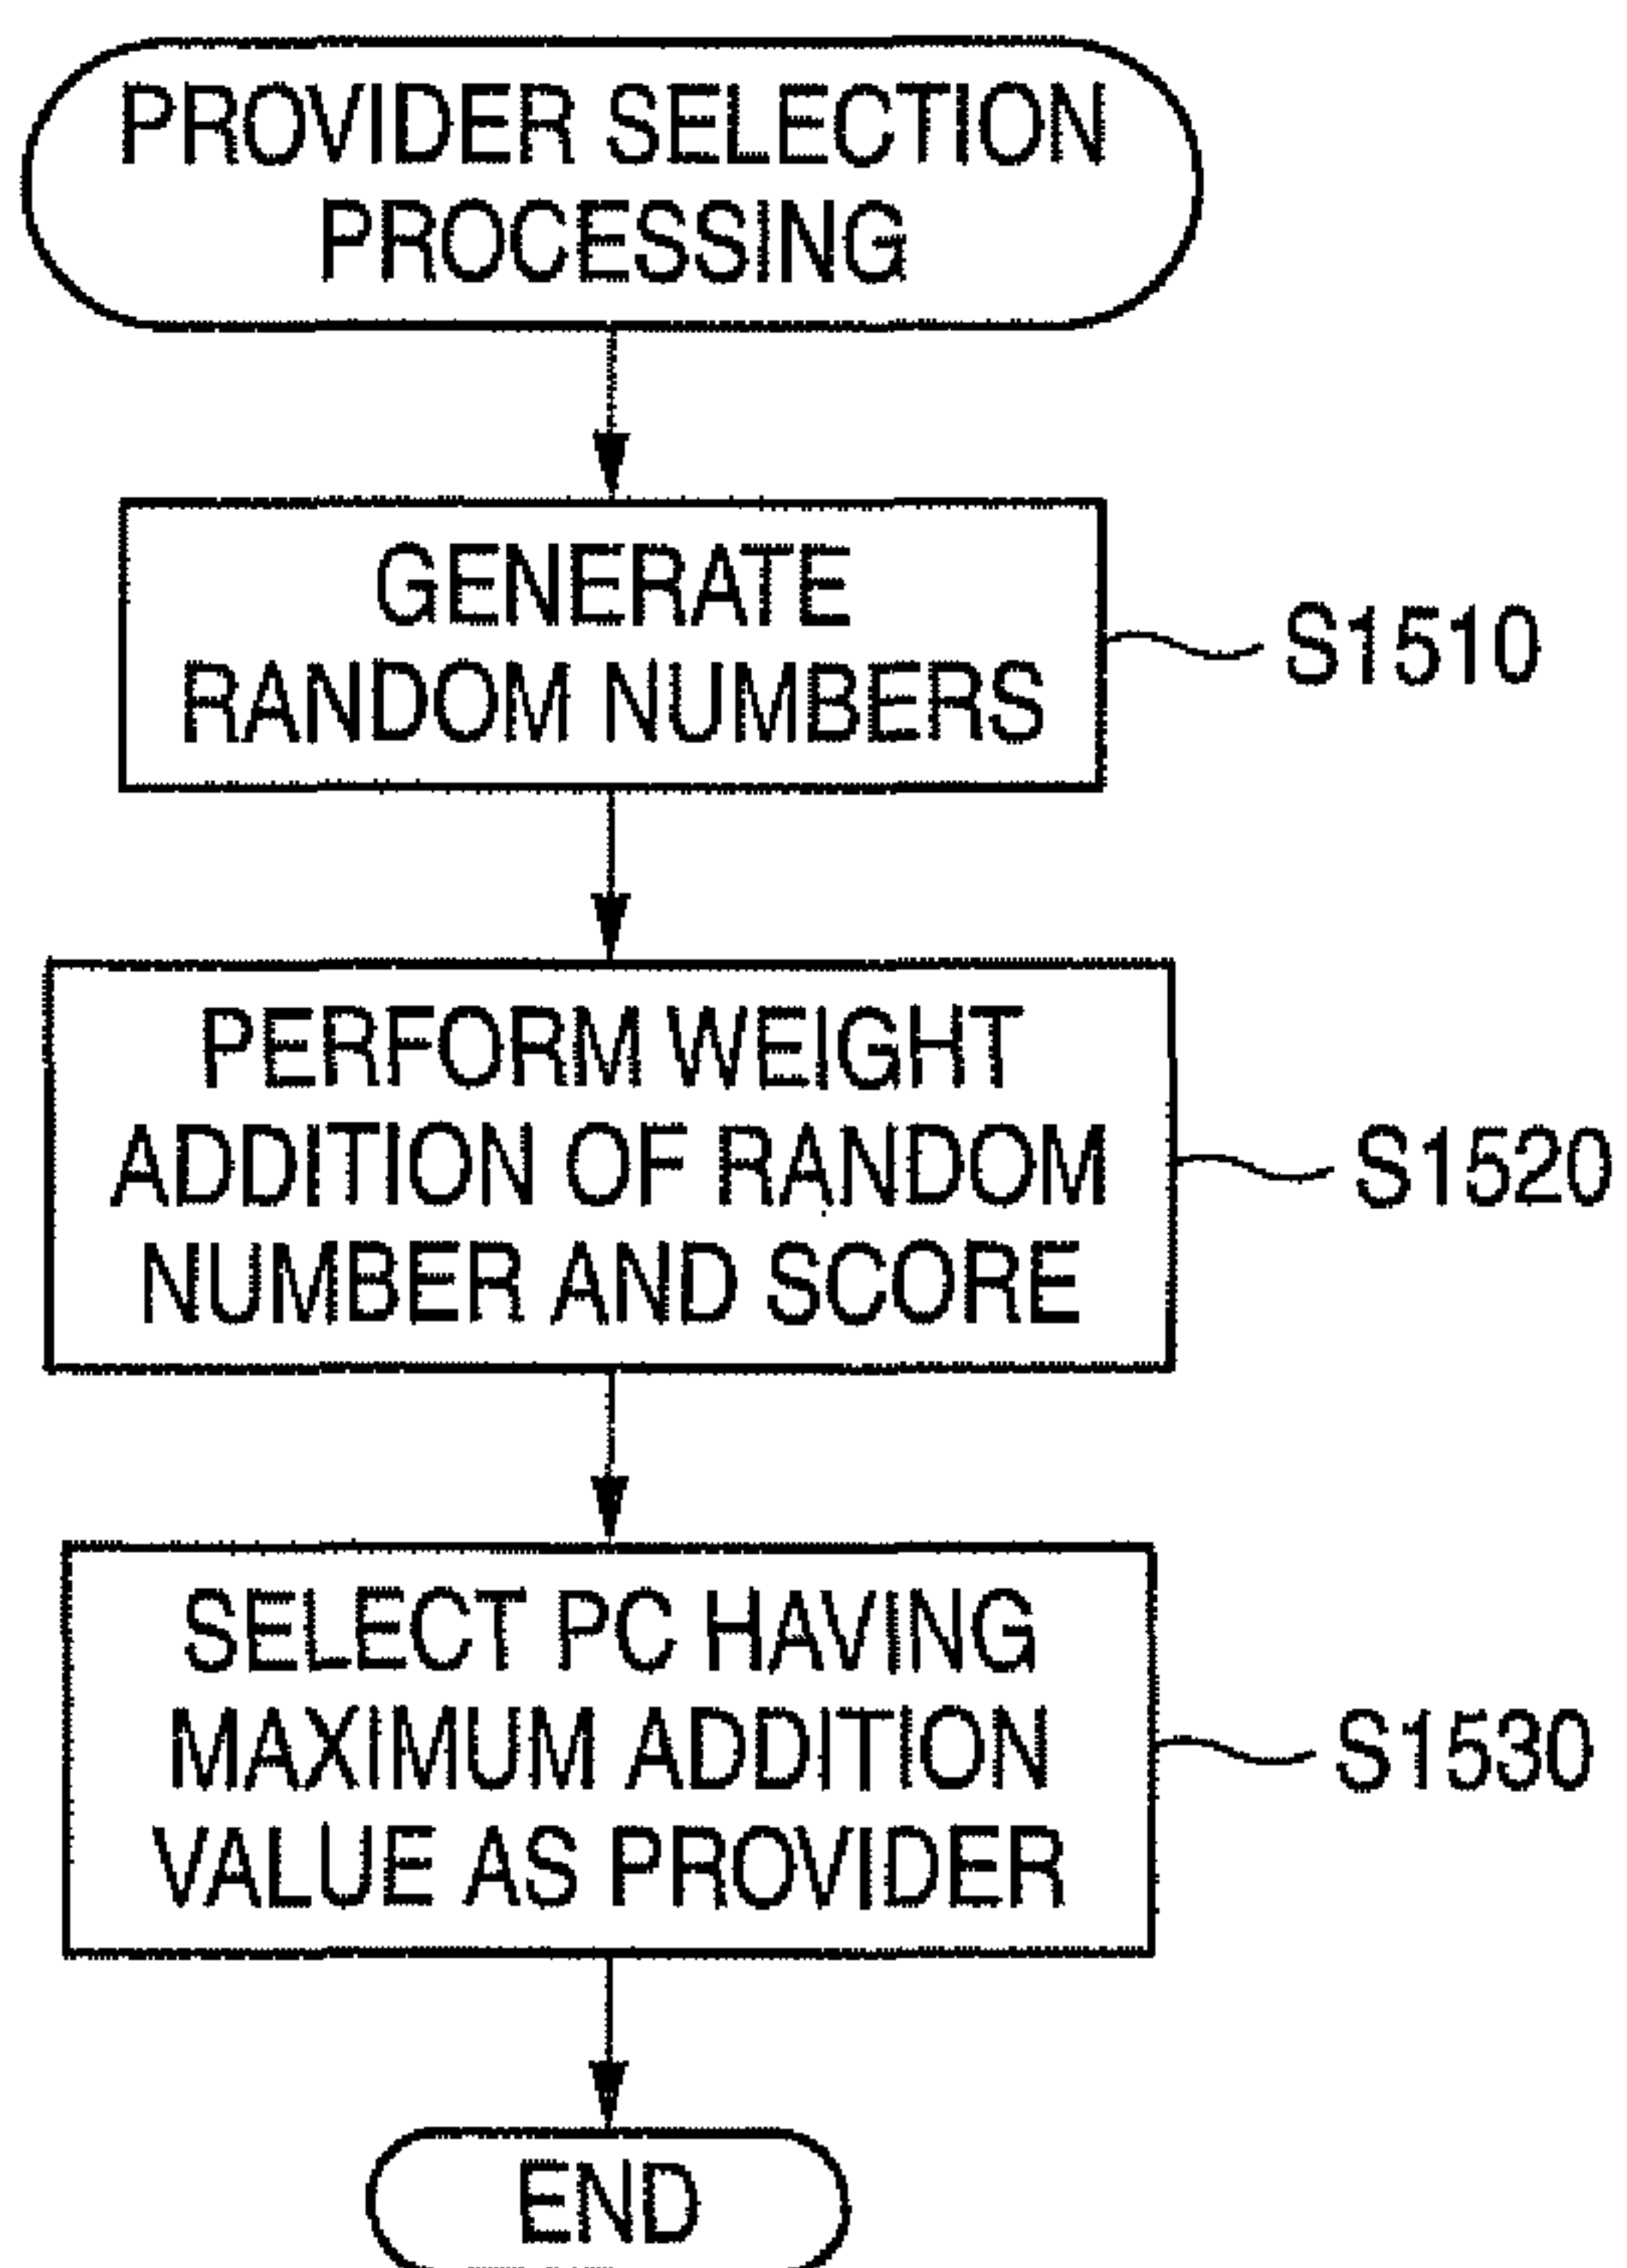 PROVIDER SELECTION
PROCESSING
GENERATE
RANDOM NUMBERS
S1510
PERFORM WEIGHT
ADDITION OF RANDOM
NUMBER AND SCORE
S1520
SELECT PC HAVING
MAXIMUM ADDITION
VALUE AS PROVIDER
S1530
END